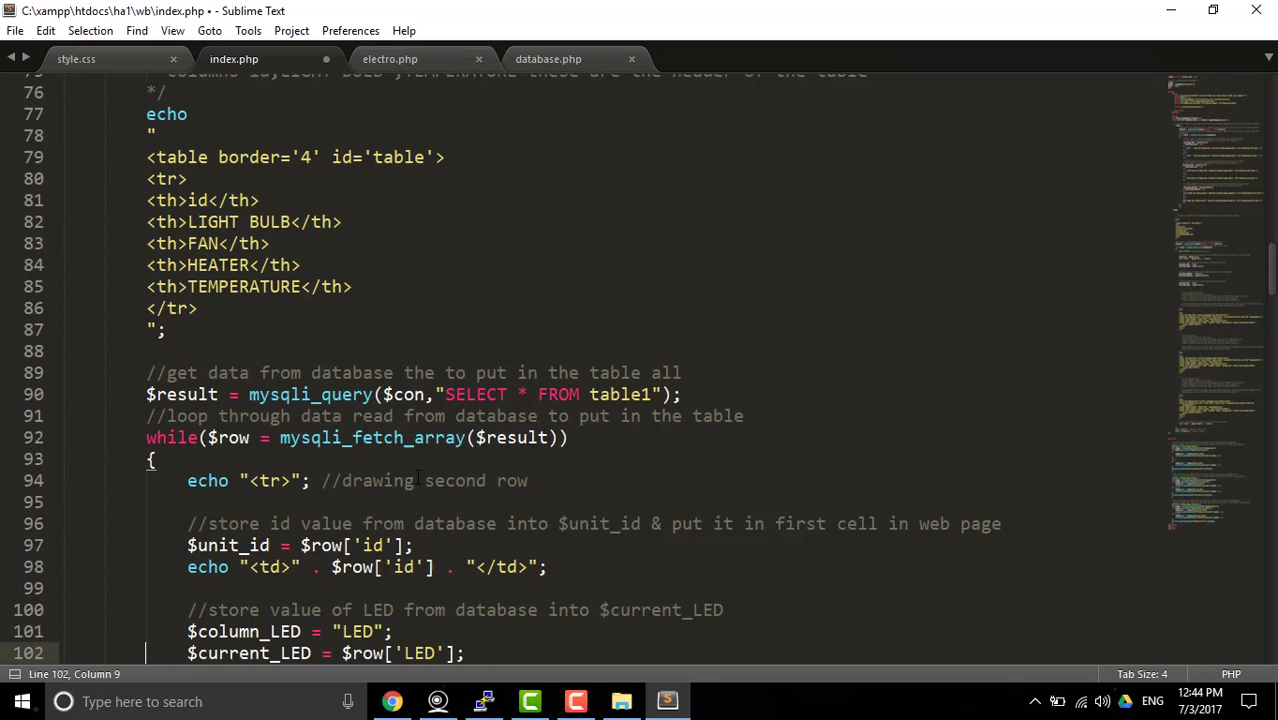 C:\xampp\htdocs\ha1\wb\index.php • - Sublime Text
File Edit Selection Find View Goto Tools Project Preferences Help
style.css index.php electro.php database.php
76 */
77 echo
78 "
79 <table border='4' id='table'>
80 <tr>
81 <th>id</th>
82 <th>LIGHT BULB</th>
83 <th>FAN</th>
84 <th>HEATER</th>
85 <th>TEMPERATURE</th>
86 </tr>
87 ";
88
89 //get data from database the to put in the table all
90 $result = mysqli_query($con,"SELECT * FROM table1");
91 //loop through data read from database to put in the table
92 while($row = mysqli_fetch_array($result))
93 {
94 echo "<tr>"; //drawing second row
95
96 //store id value from database into $unit_id & put it in first cell in web page
97 $unit_id = $row['id'];
98 echo "<td>" . $row['id'] . "</td>";
99
100 //store value of LED from database into $current_LED
101 $column_LED = "LED";
102 $current_LED = $row['LED'];
Line 102, Column 9 Tab Size: 4 PHP
Type here to search ENG 12:44 PM
7/3/2017